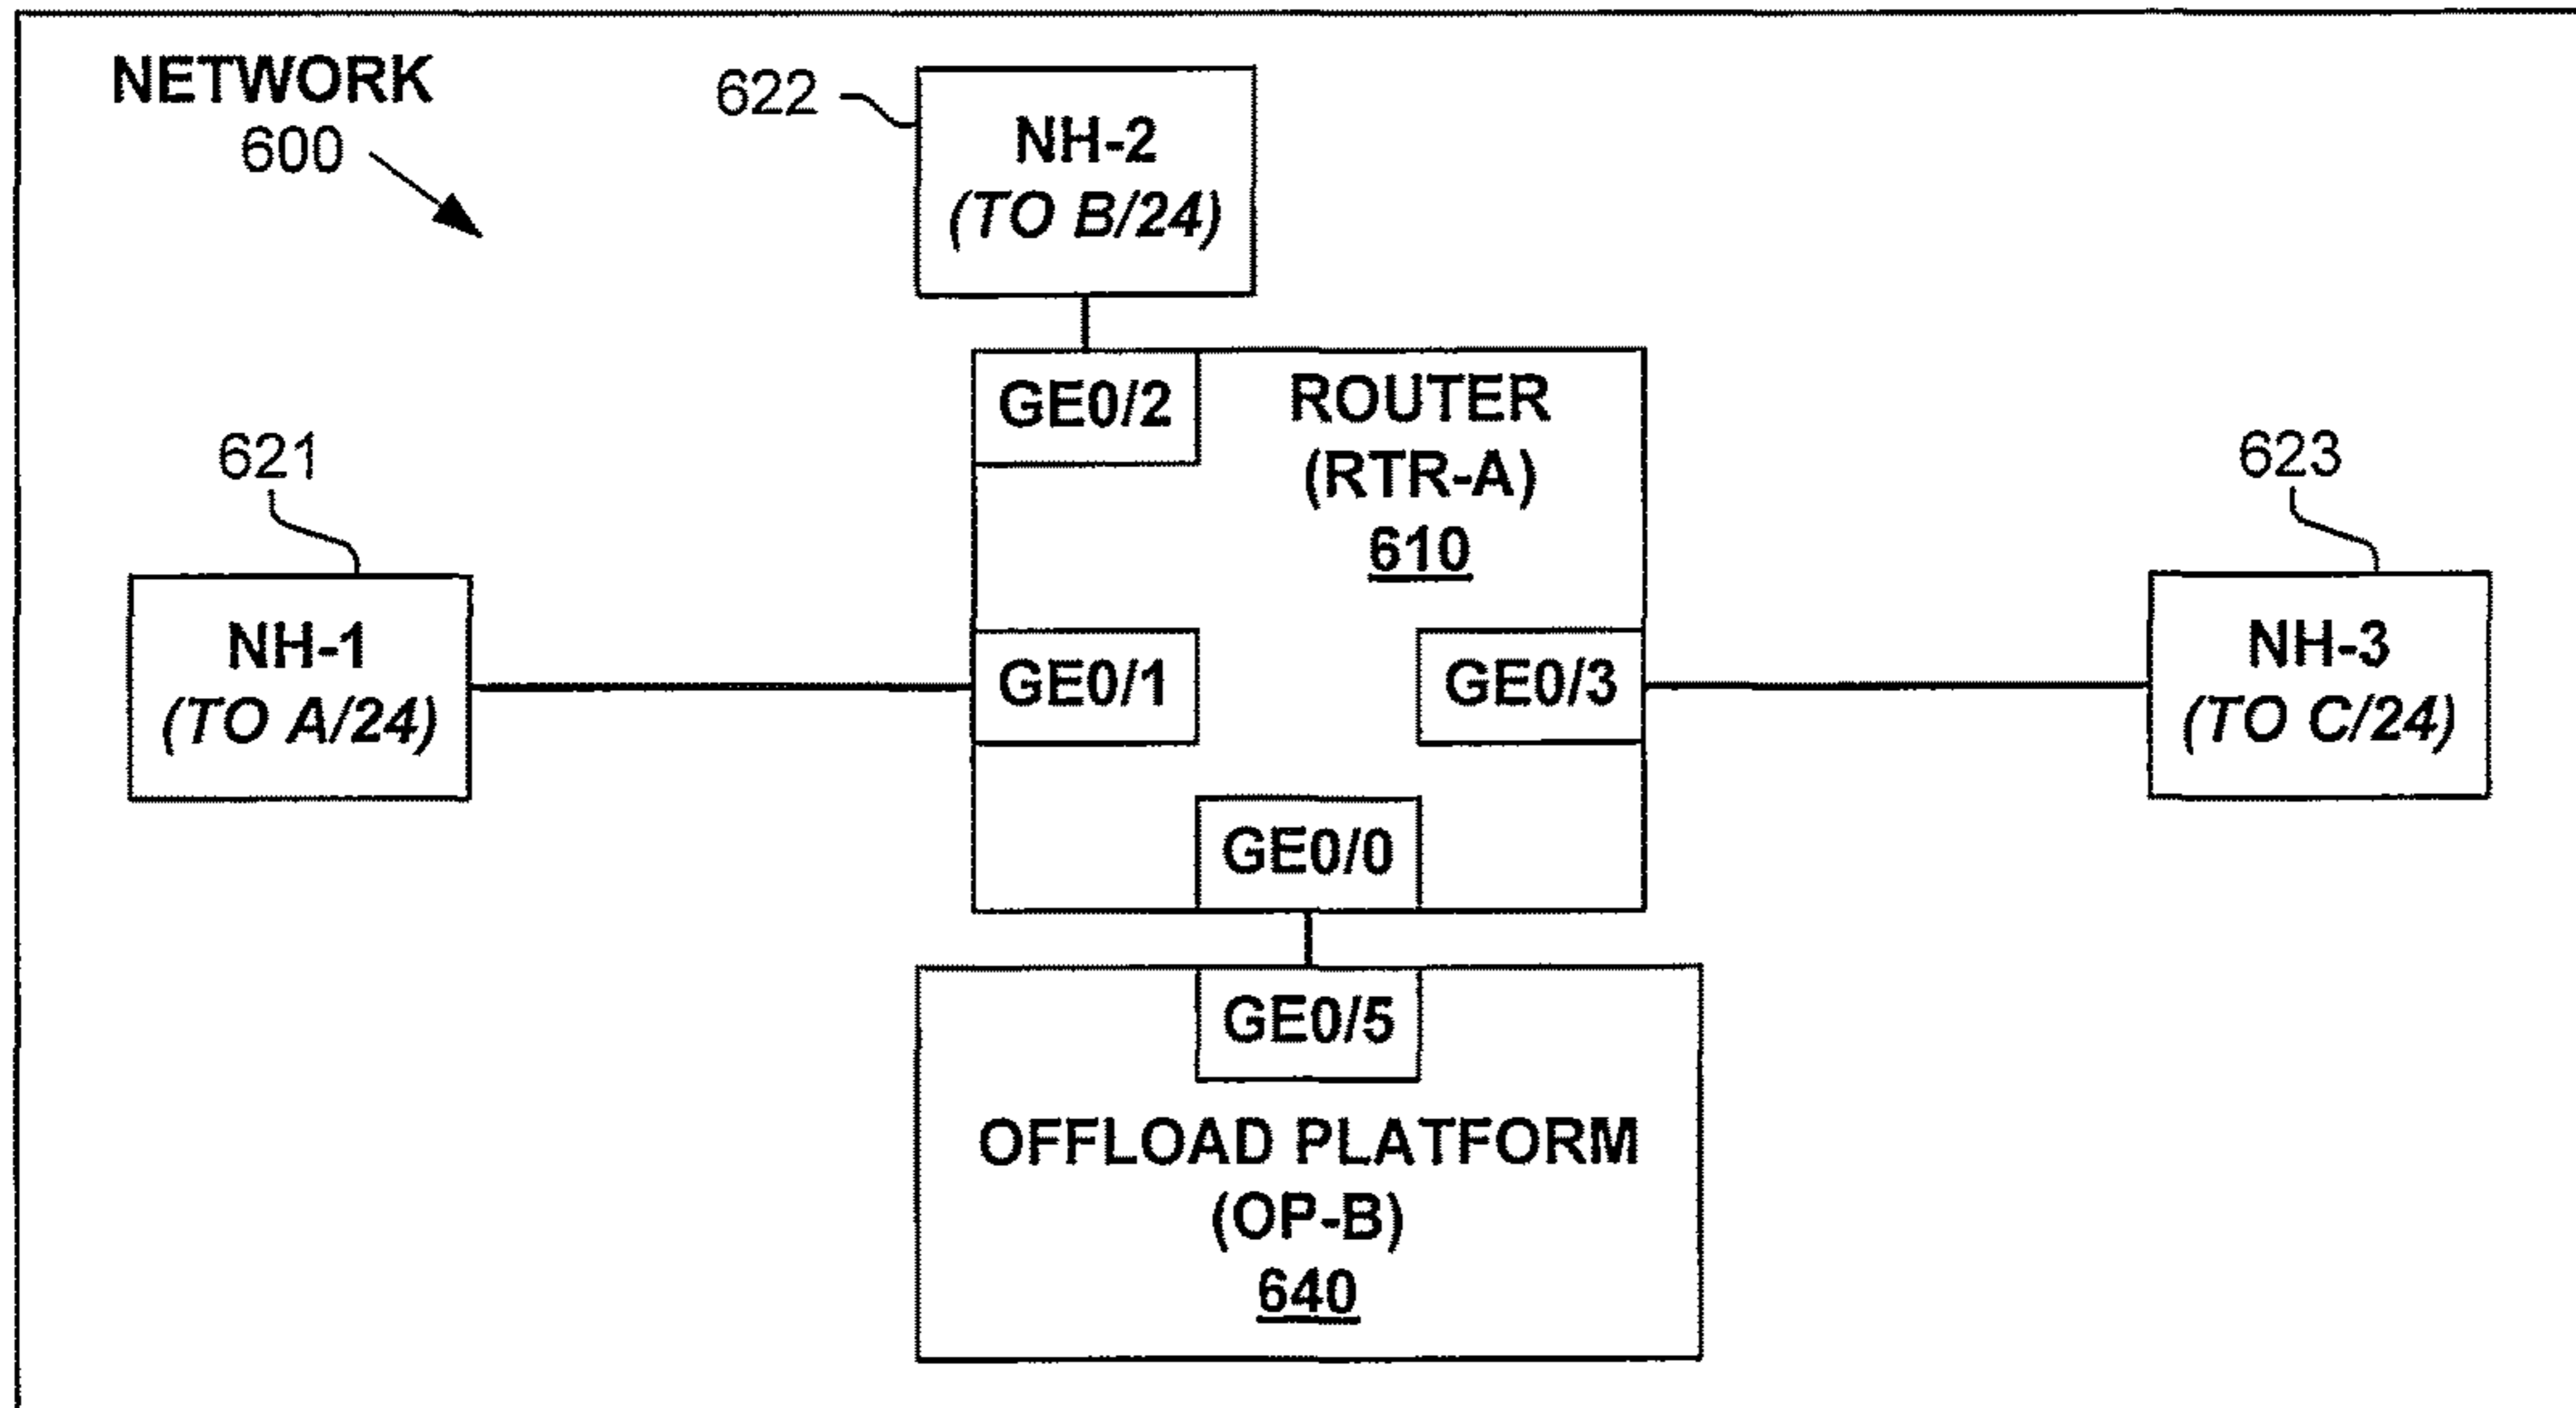 NETWORK
600
622
NH-2
(TO B/24)
GE0/2
ROUTER
(RTR-A)
610
621
NH-1
(TO A/24)
GE0/1
GE0/3
623
NH-3
(TO C/24)
GE0/0
GE0/5
OFFLOAD PLATFORM
(OP-B)
640